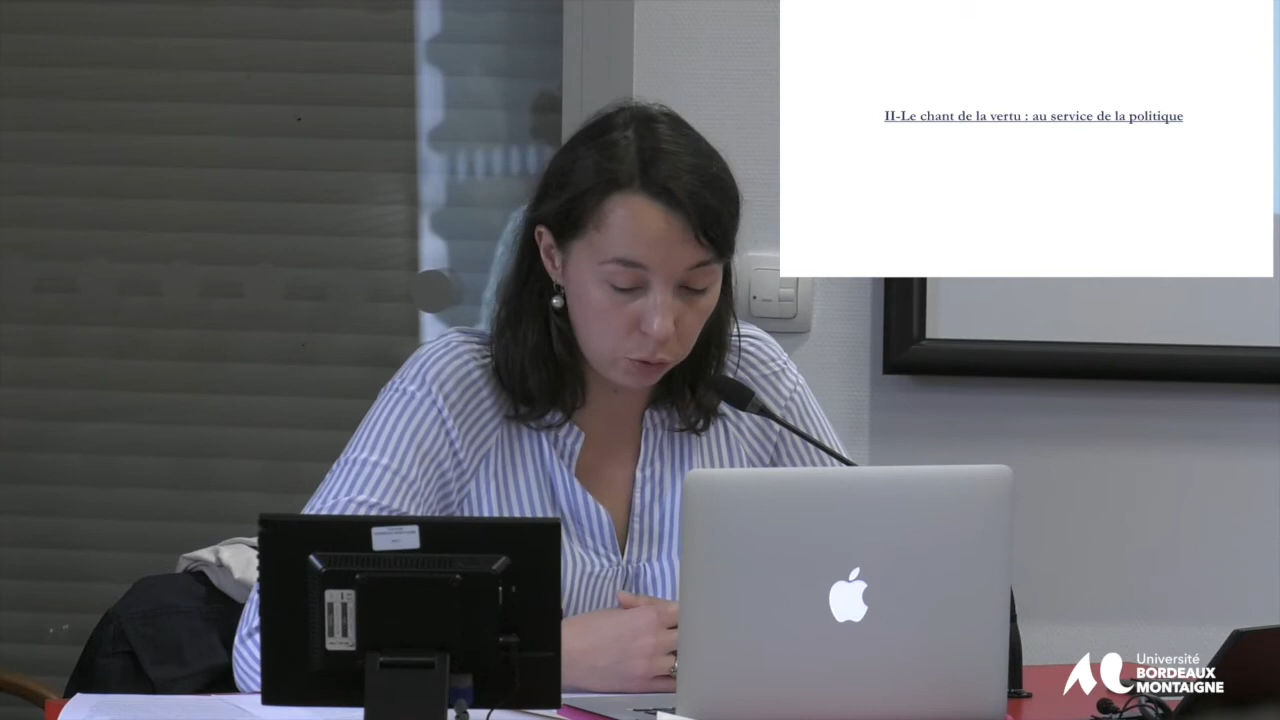 II-Le chant de la vertu : au service de la politique
Université
BORDEAUX
MONTAIGNE